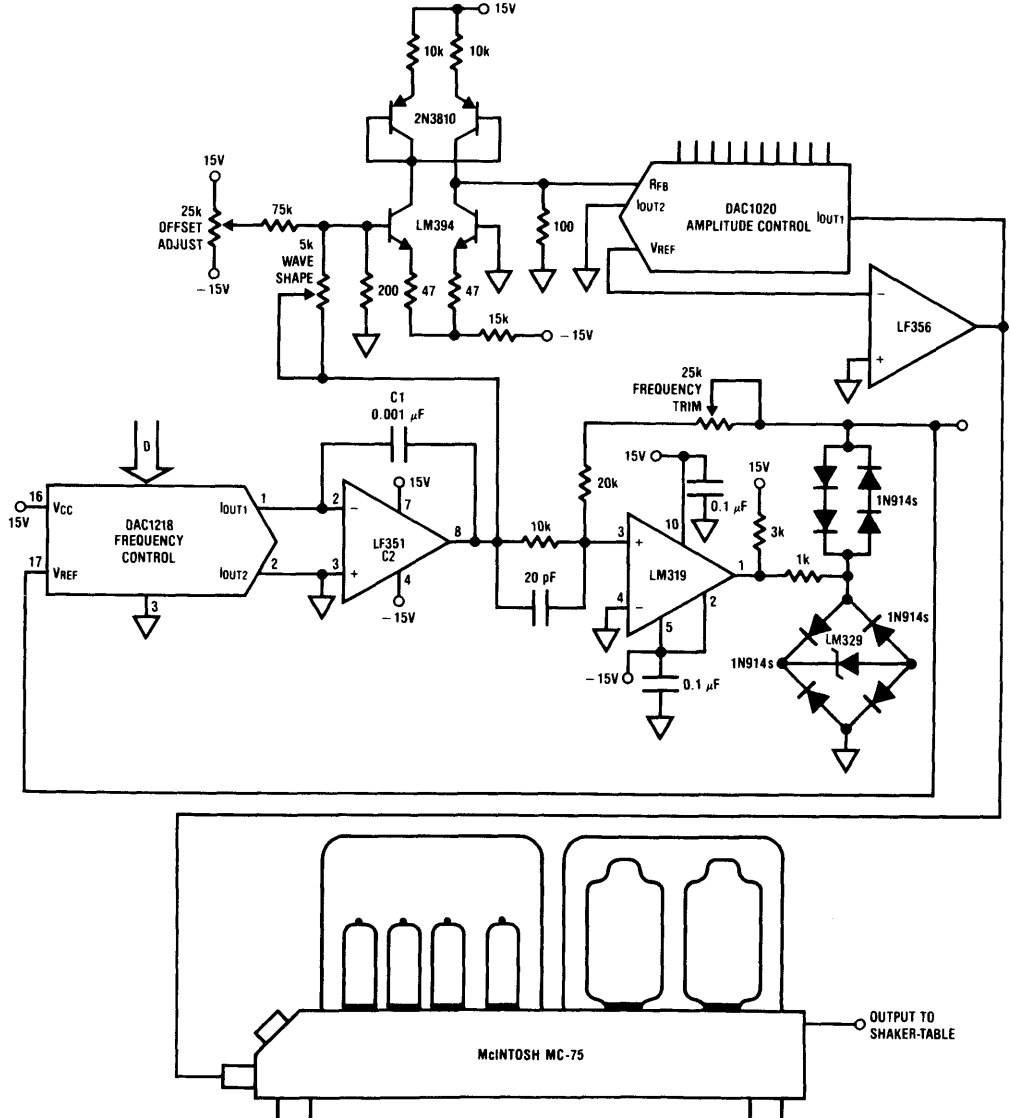 15V
10k
10k
2N3810
15V
25k
OFFSET
ADJUST
−15V
75k
5k
WAVE
SHAPE
200
LM394
47
47
15k
−15V
100
RFB
IOUT2
VREF
DAC1020
AMPLITUDE CONTROL
IOUT1
−
+
LF356
25k
FREQUENCY
TRIM
C1
0.001 μF
D
16
15V
VCC
17
VREF
DAC1218
FREQUENCY
CONTROL
IOUT1
IOUT2
1
2
3
2
−
3
+
15V
7
LF351
C2
8
4
−15V
10k
20 pF
20k
15V
0.1 μF
10
3
+
4
−
LM319
1
2
5
−15V
0.1 μF
15V
3k
1k
1N914s
1N914s
LM329
1N914s
McINTOSH MC-75
OUTPUT TO
SHAKER-TABLE